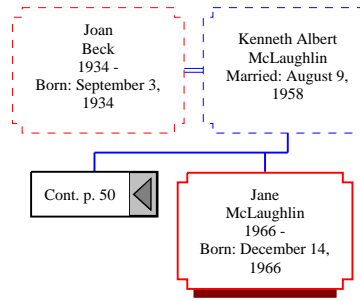 Joan
Beck
1934 -
Born: September 3,
1934
Kenneth Albert
McLaughlin
Married: August 9,
1958
Cont. p. 50
Jane
McLaughlin
1966 -
Born: December 14,
1966